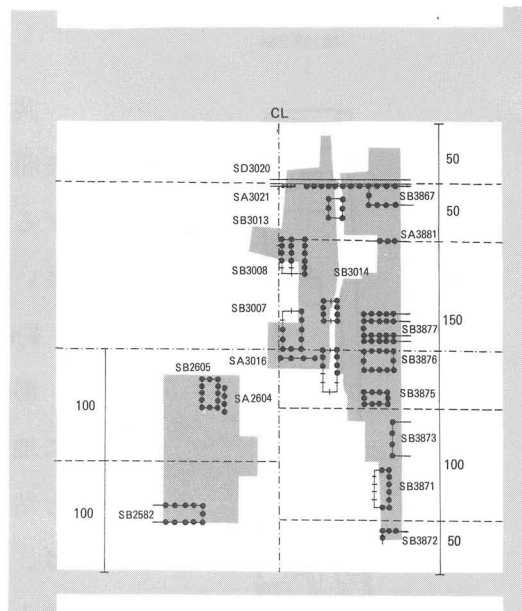 CL
SD3020
50
SA3021
SB3867
50
SB3013
SA3881
SB3008
SB3014
SB3007
SB3877
150
SA3016
SB3876
SB2605
SB3875
100
SA2604
SB3873
SB3871
100
100
SB2582
SB3872
50